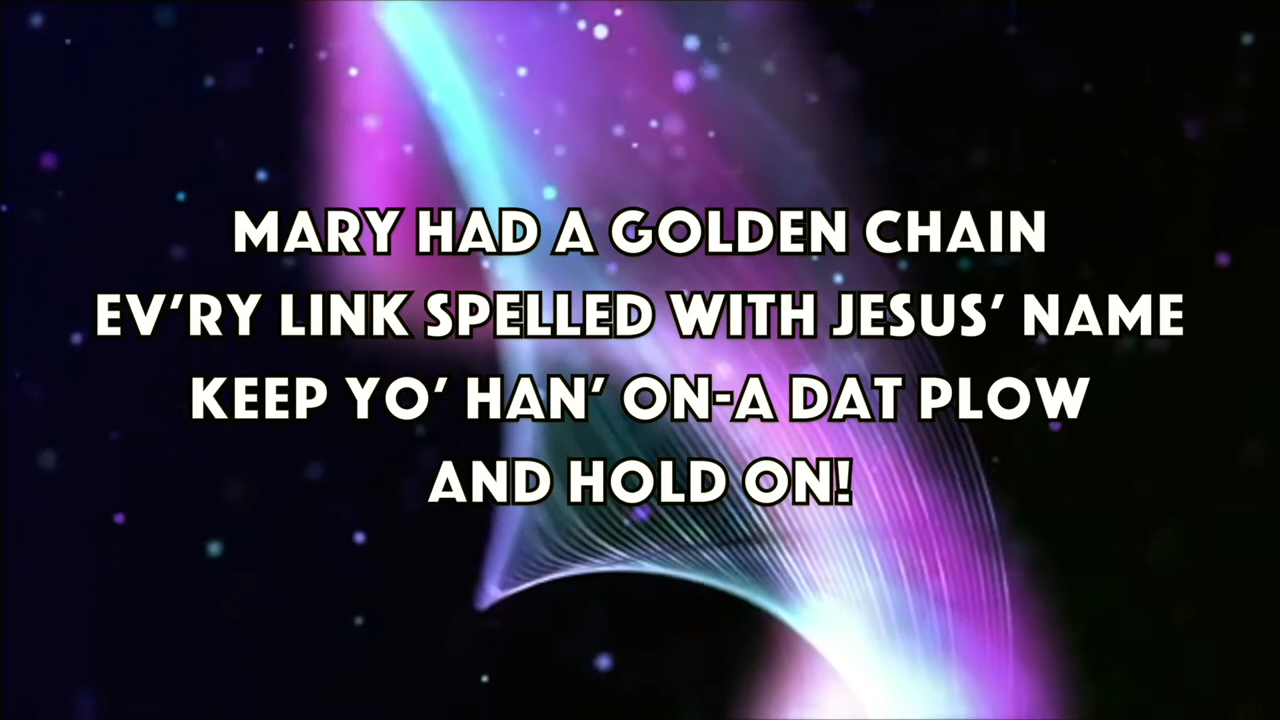 MARY HAD A GOLDEN CHAIN
EV'RY LINK SPELLED WITH JESUS' NAME
KEEP YO' HAN' ON-A DAT PLOW
AND HOLD ON!